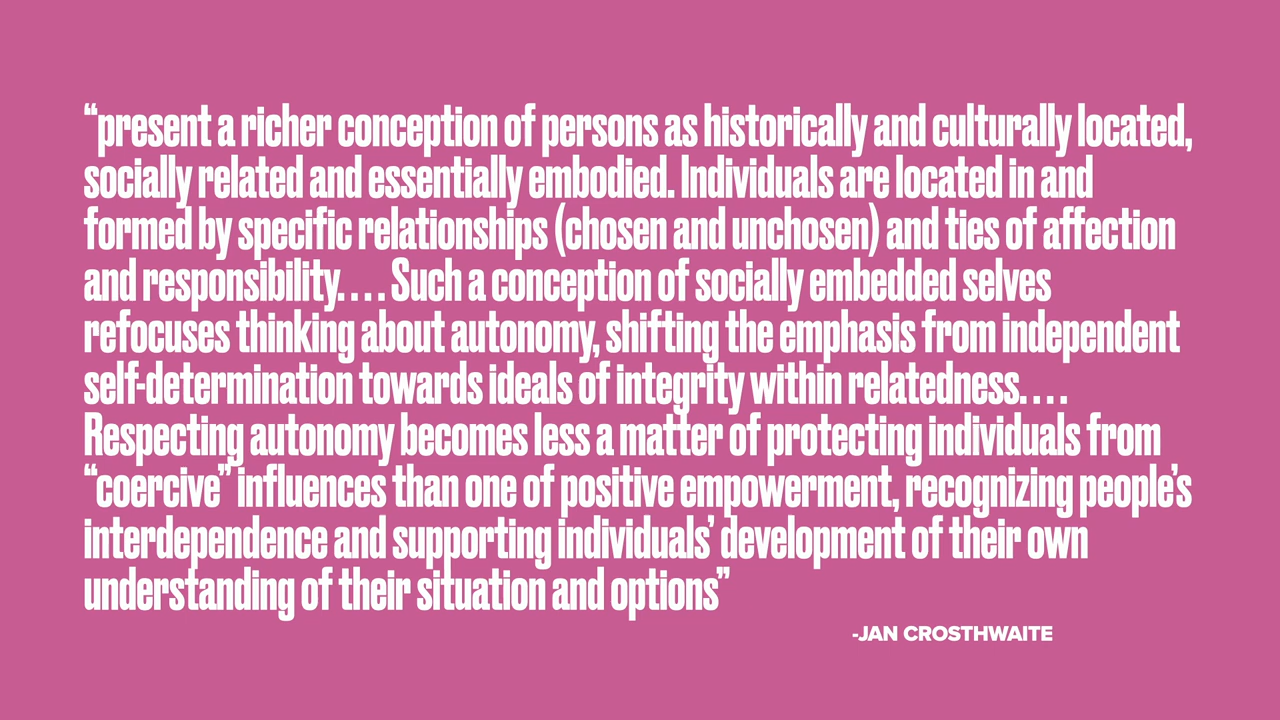 “present a richer conception of persons as historically and culturally located,
socially related and essentially embodied. Individuals are located in and
formed by specific relationships (chosen and unchosen) and ties of affection
and responsibility. . . . Such a conception of socially embedded selves
refocuses thinking about autonomy, shifting the emphasis from independent
self-determination towards ideals of integrity within relatedness. . . .
Respecting autonomy becomes less a matter of protecting individuals from
“coercive” influences than one of positive empowerment, recognizing people’s
interdependence and supporting individuals’ development of their own
understanding of their situation and options”
-JAN CROSTHWAITE